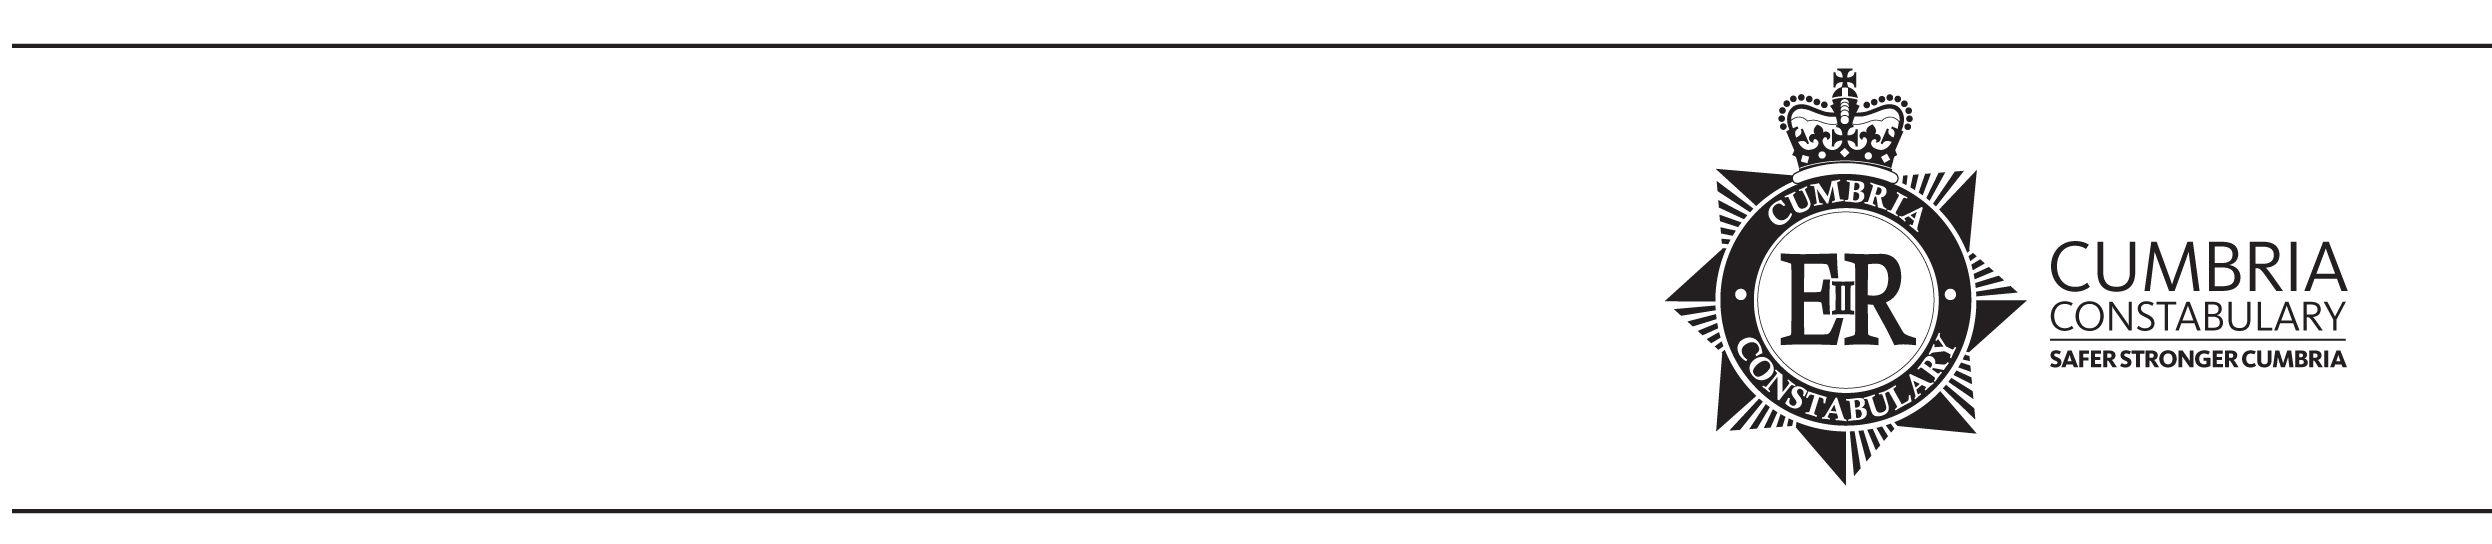 CUMBRIA
EIIR
CONSTABULARY
CUMBRIA
CONSTABULARY
SAFER STRONGER CUMBRIA